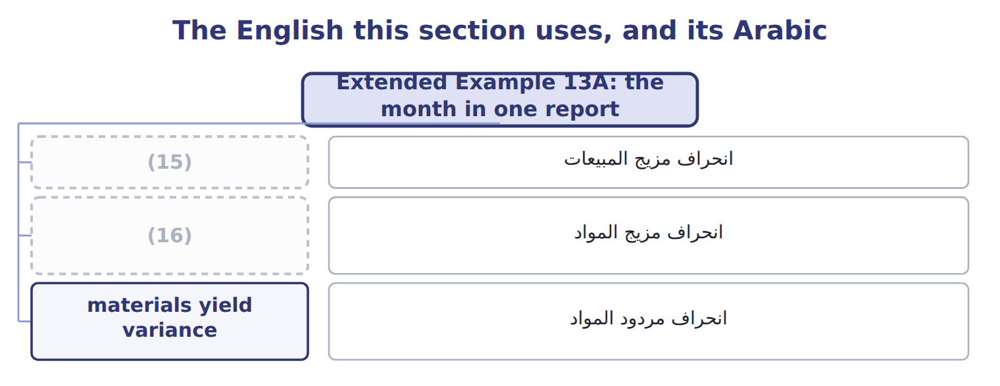 The English this section uses, and its Arabic
Extended Example 13A: the
month in one report
(15)
انحراف مزيج المبيعات
(16)
انحراف مزيج المواد
materials yield
variance
انحراف مردود المواد